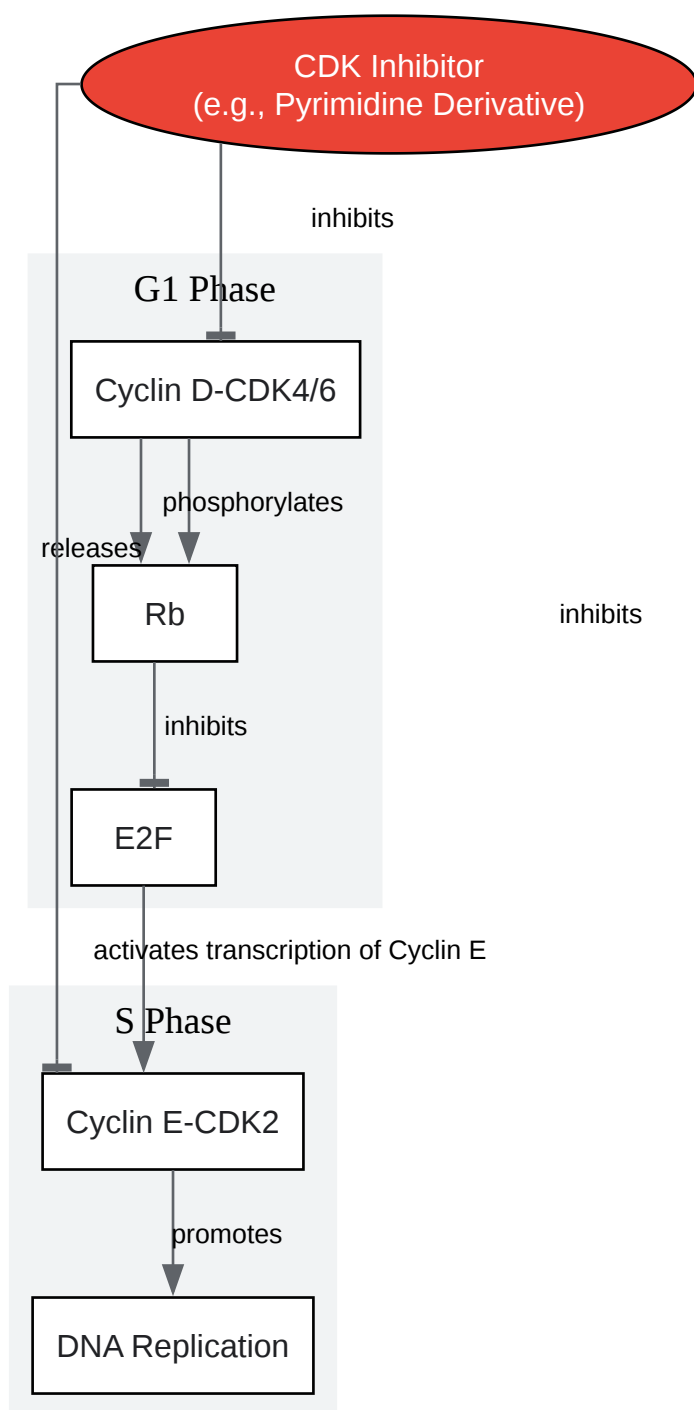 CDK Inhibitor
(e.g., Pyrimidine Derivative)
inhibits
G1 Phase
Cyclin D-CDK4/6
phosphorylates
releases
Rb
inhibits
inhibits
E2F
activates transcription of Cyclin E
S Phase
Cyclin E-CDK2
promotes
DNA Replication